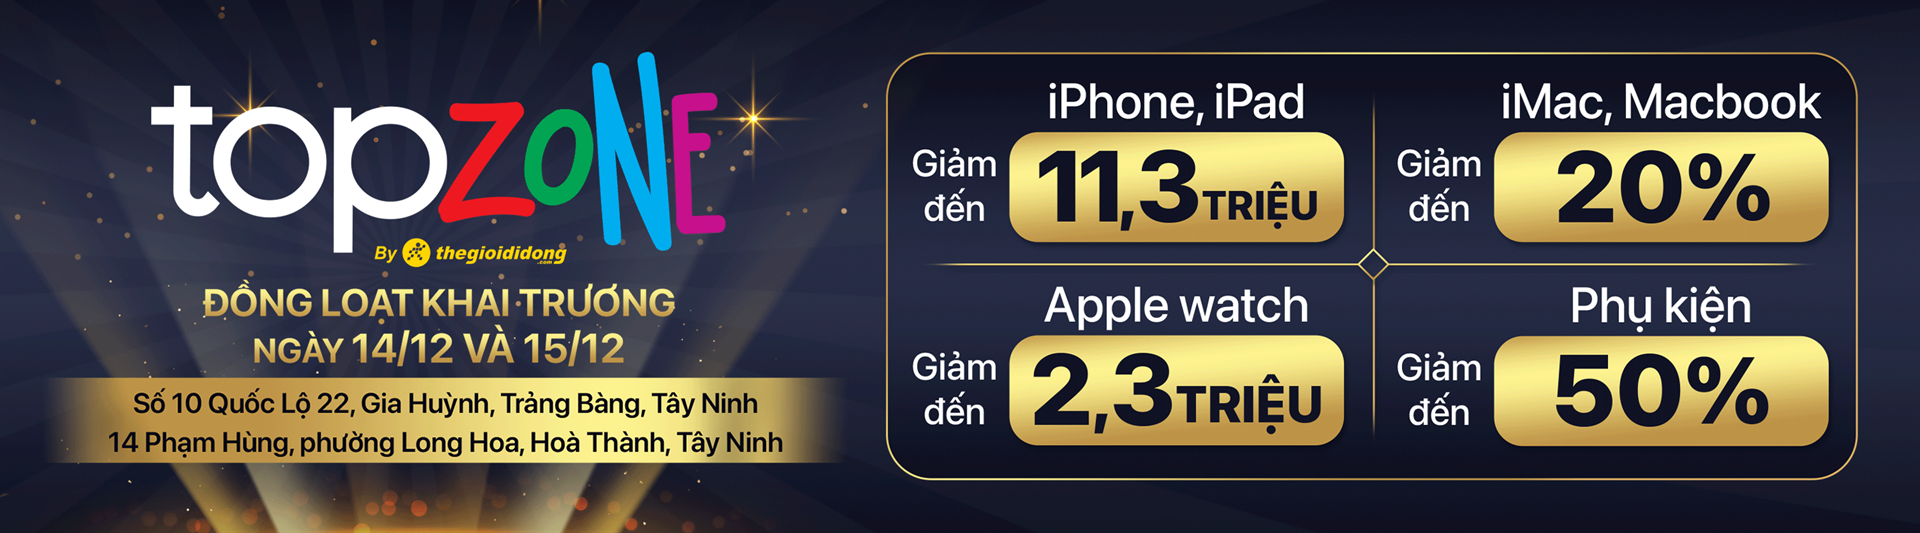 topzone
By thegioididong
.com
ĐỒNG LOẠT KHAI TRƯƠNG
NGÀY 14/12 VÀ 15/12
Số 10 Quốc Lộ 22, Gia Huỳnh, Trảng Bàng, Tây Ninh
14 Phạm Hùng, phường Long Hoa, Hoà Thành, Tây Ninh
iPhone, iPad
Giảm đến 11,3 TRIỆU
iMac, Macbook
Giảm đến 20%
Apple watch
Giảm đến 2,3 TRIỆU
Phụ kiện
Giảm đến 50%